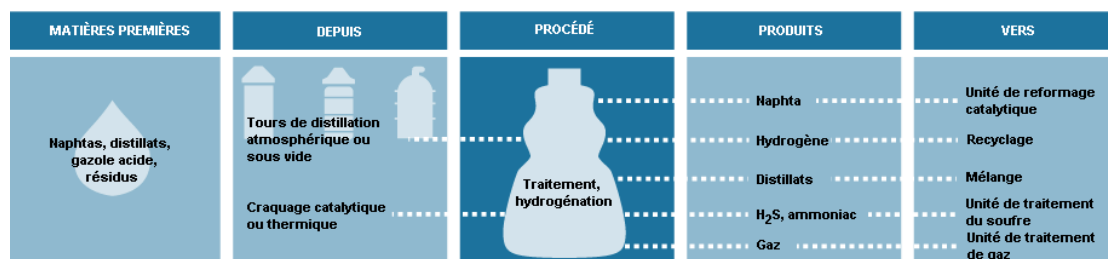 MATIÈRES PREMIÈRES
DEPUIS
PROCÉDÉ
PRODUITS
VERS
Naphtas, distillats,
gazole acide,
résidus
Tours de distillation
atmosphérique ou
sous vide
Craquage catalytique
ou thermique
Traitement,
hydrogénation
Naphta
Hydrogène
Distillats
H₂S, ammoniac
Gaz
Unité de reformage
catalytique
Recyclage
Mélange
Unité de traitement
du soufre
Unité de traitement
de gaz